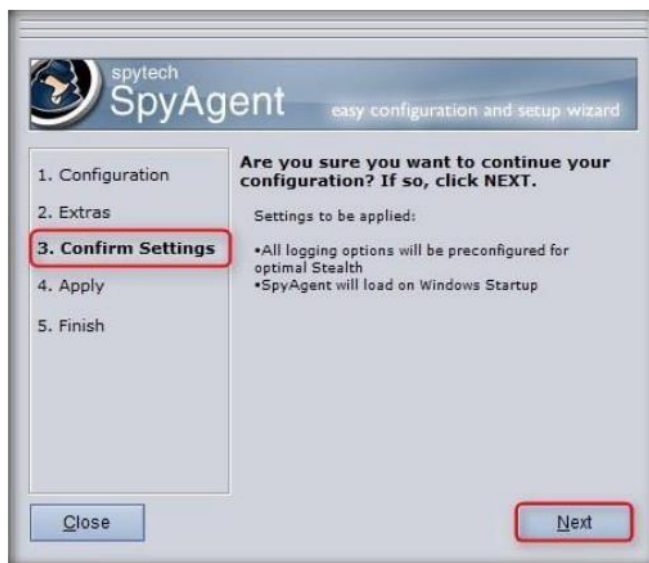 spytech
SpyAgent
easy configuration and setup wizard
1. Configuration
2. Extras
3. Confirm Settings
4. Apply
5. Finish
Are you sure you want to continue your
configuration? If so, click NEXT.
Settings to be applied:
•All logging options will be preconfigured for
optimal Stealth
•SpyAgent will load on Windows Startup
Close
Next